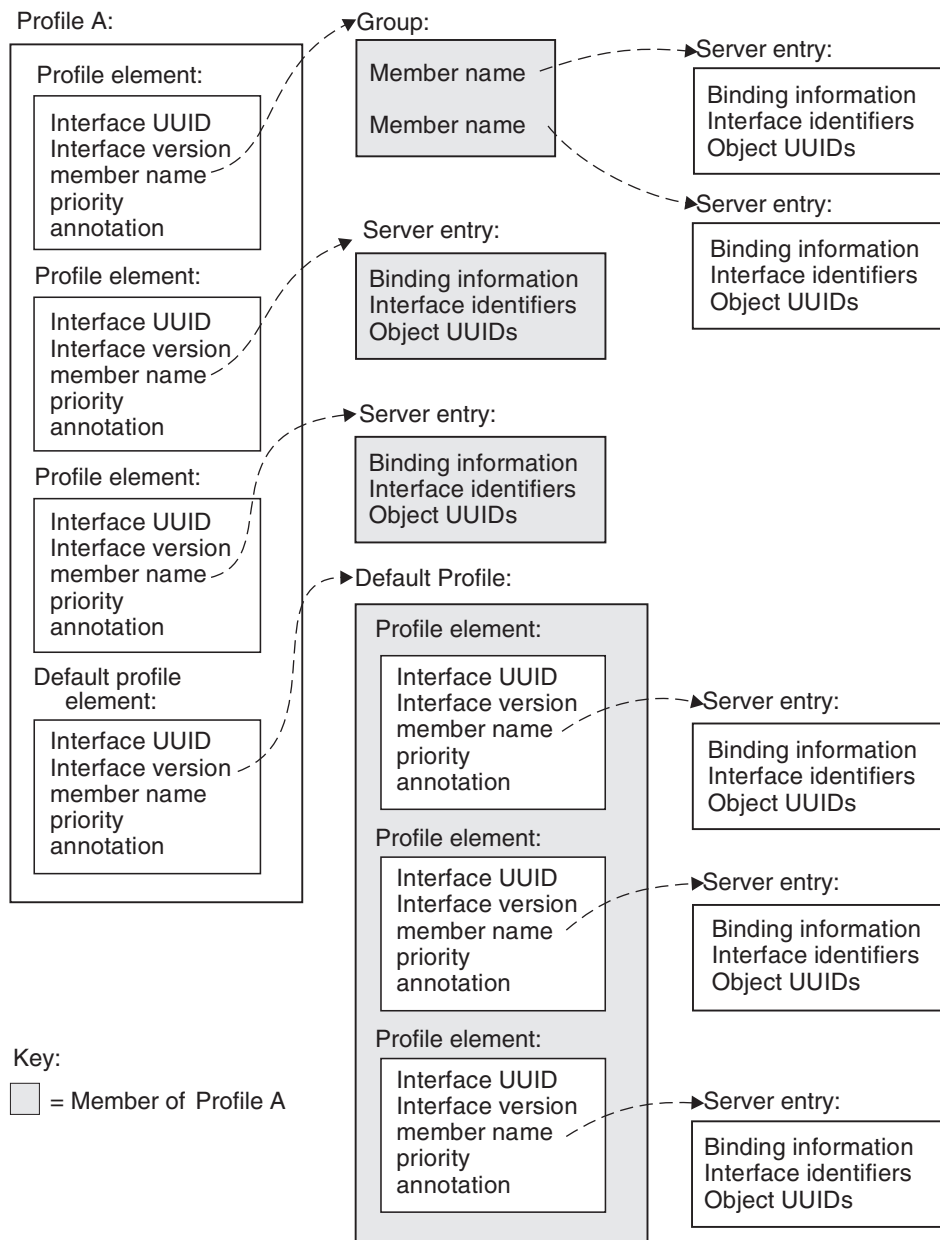 Profile A:
Profile element:
Interface UUID
Interface version
member name
priority
annotation
Profile element:
Interface UUID
Interface version
member name
priority
annotation
Profile element:
Interface UUID
Interface version
member name
priority
annotation
Default profile
element:
Interface UUID
Interface version
member name
priority
annotation
Group:
Member name
Member name
Server entry:
Binding information
Interface identifiers
Object UUIDs
Server entry:
Binding information
Interface identifiers
Object UUIDs
Server entry:
Binding information
Interface identifiers
Object UUIDs
Server entry:
Binding information
Interface identifiers
Object UUIDs
Default Profile:
Profile element:
Interface UUID
Interface version
member name
priority
annotation
Profile element:
Interface UUID
Interface version
member name
priority
annotation
Profile element:
Interface UUID
Interface version
member name
priority
annotation
Server entry:
Binding information
Interface identifiers
Object UUIDs
Server entry:
Binding information
Interface identifiers
Object UUIDs
Server entry:
Binding information
Interface identifiers
Object UUIDs
Key:
= Member of Profile A